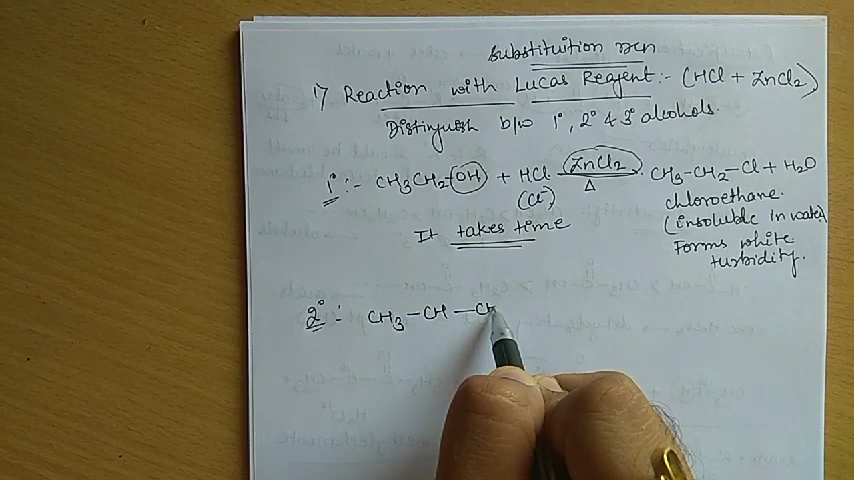 Substituition rxn
1) Reaction with Lucas Reagent:- (HCl + ZnCl2)
Distinguish b/w 1°, 2° & 3° alcohols.
1° :- CH3CH2-OH + HCl ZnCl2 CH3-CH2-Cl + H2O
(Cl) Δ chloroethane.
(insoluble in water)
It takes time Forms white
turbidity.
2° :- CH3-CH-CH